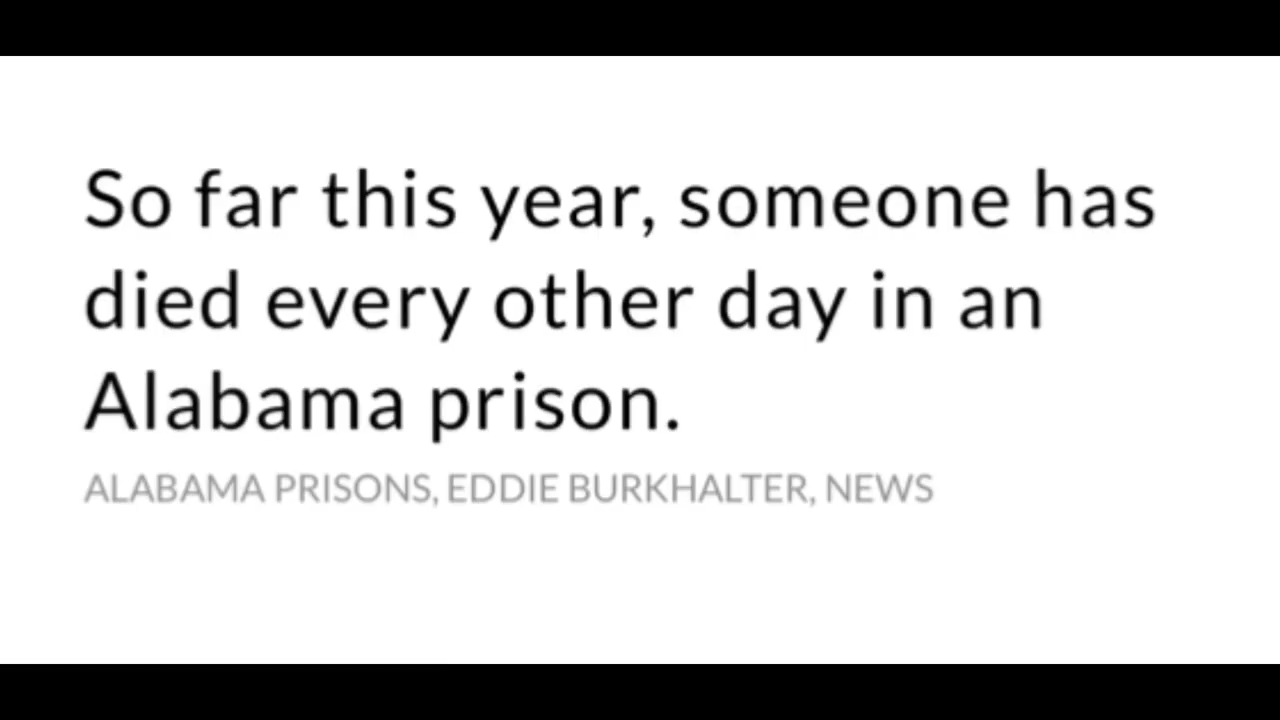 So far this year, someone has
died every other day in an
Alabama prison.
ALABAMA PRISONS, EDDIE BURKHALTER, NEWS